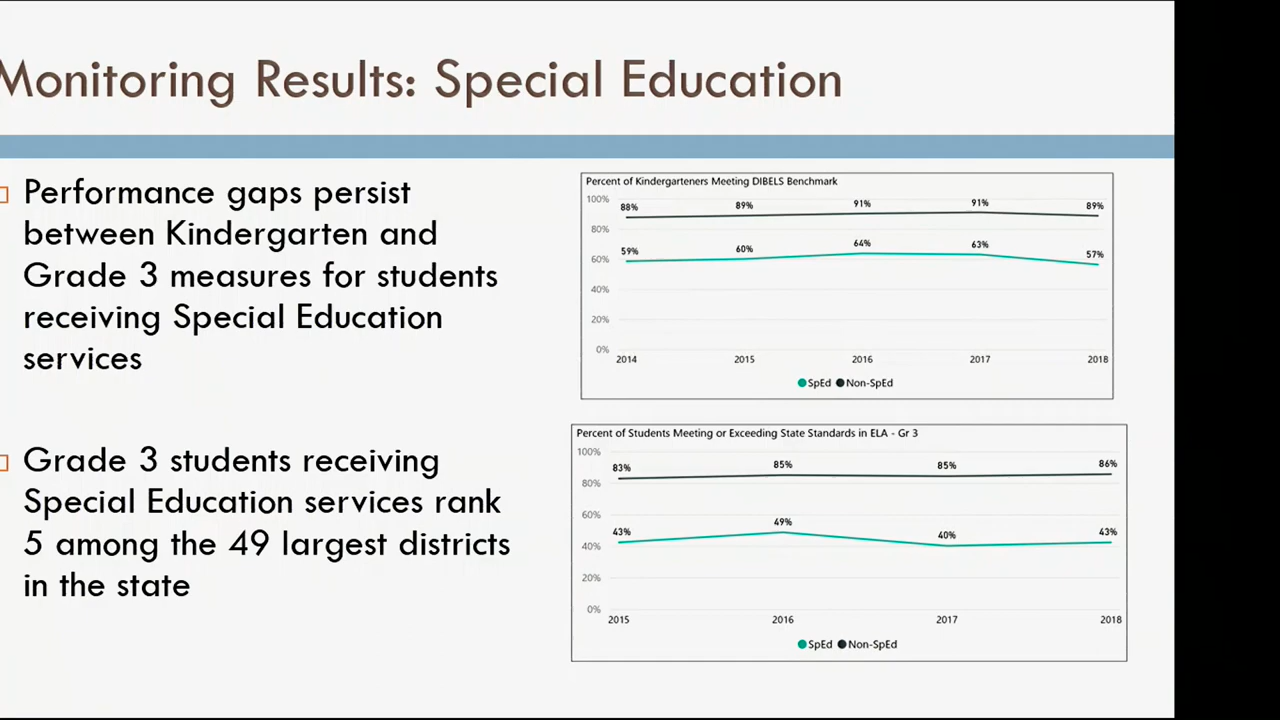 Monitoring Results: Special Education
Performance gaps persist
between Kindergarten and
Grade 3 measures for students
receiving Special Education
services
Grade 3 students receiving
Special Education services rank
5 among the 49 largest districts
in the state
Percent of Kindergarteners Meeting DIBELS Benchmark
100%
80%
60%
40%
20%
0%
88% 89% 91% 91% 89%
59% 60% 64% 63% 57%
2014 2015 2016 2017 2018
SpEd Non-SpEd
Percent of Students Meeting or Exceeding State Standards in ELA - Gr 3
100%
80%
60%
40%
20%
0%
83% 85% 85% 86%
43% 49% 40% 43%
2015 2016 2017 2018
SpEd Non-SpEd